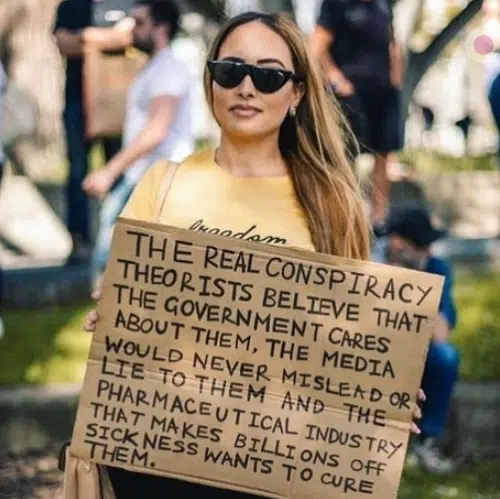 freedom
THE REAL CONSPIRACY
THEORISTS BELIEVE THAT
THE GOVERNMENT CARES
ABOUT THEM, THE MEDIA
WOULD NEVER MISLEAD OR
LIE TO THEM AND THE
PHARMACEUTICAL INDUSTRY
THAT MAKES BILLIONS OFF
SICKNESS WANTS TO CURE
THEM.